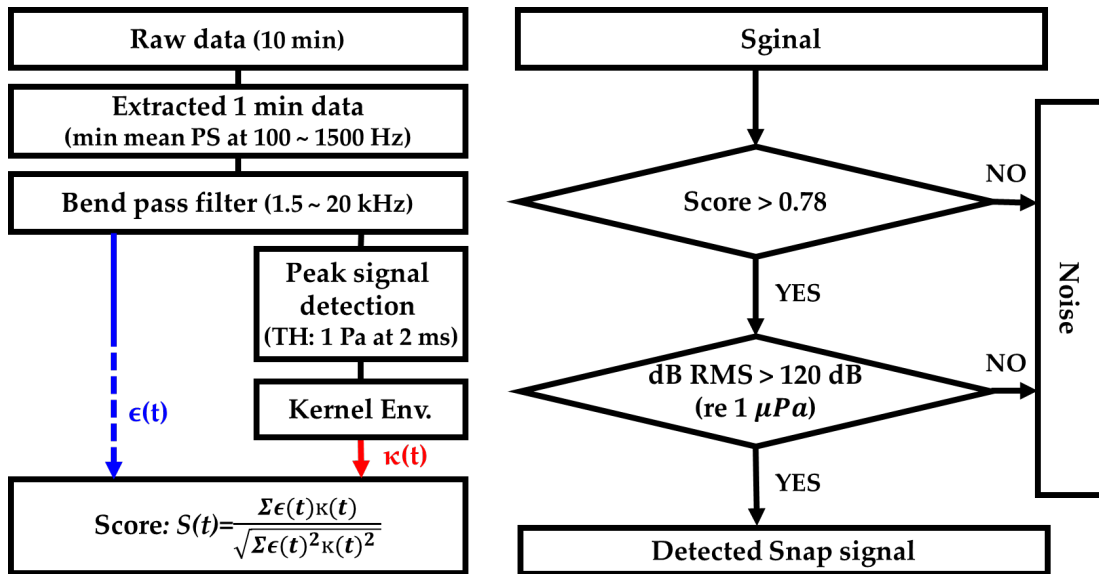 Raw data (10 min)
Extracted 1 min data
(min mean PS at 100 ~ 1500 Hz)
Bend pass filter (1.5 ~ 20 kHz)
Peak signal
detection
(TH: 1 Pa at 2 ms)
Kernel Env.
ϵ(t)
κ(t)
Score: S(t)=Σϵ(t)κ(t)/√Σϵ(t)²κ(t)²
Sginal
Score > 0.78
NO
YES
dB RMS > 120 dB
(re 1 μPa)
NO
YES
Detected Snap signal
Noise